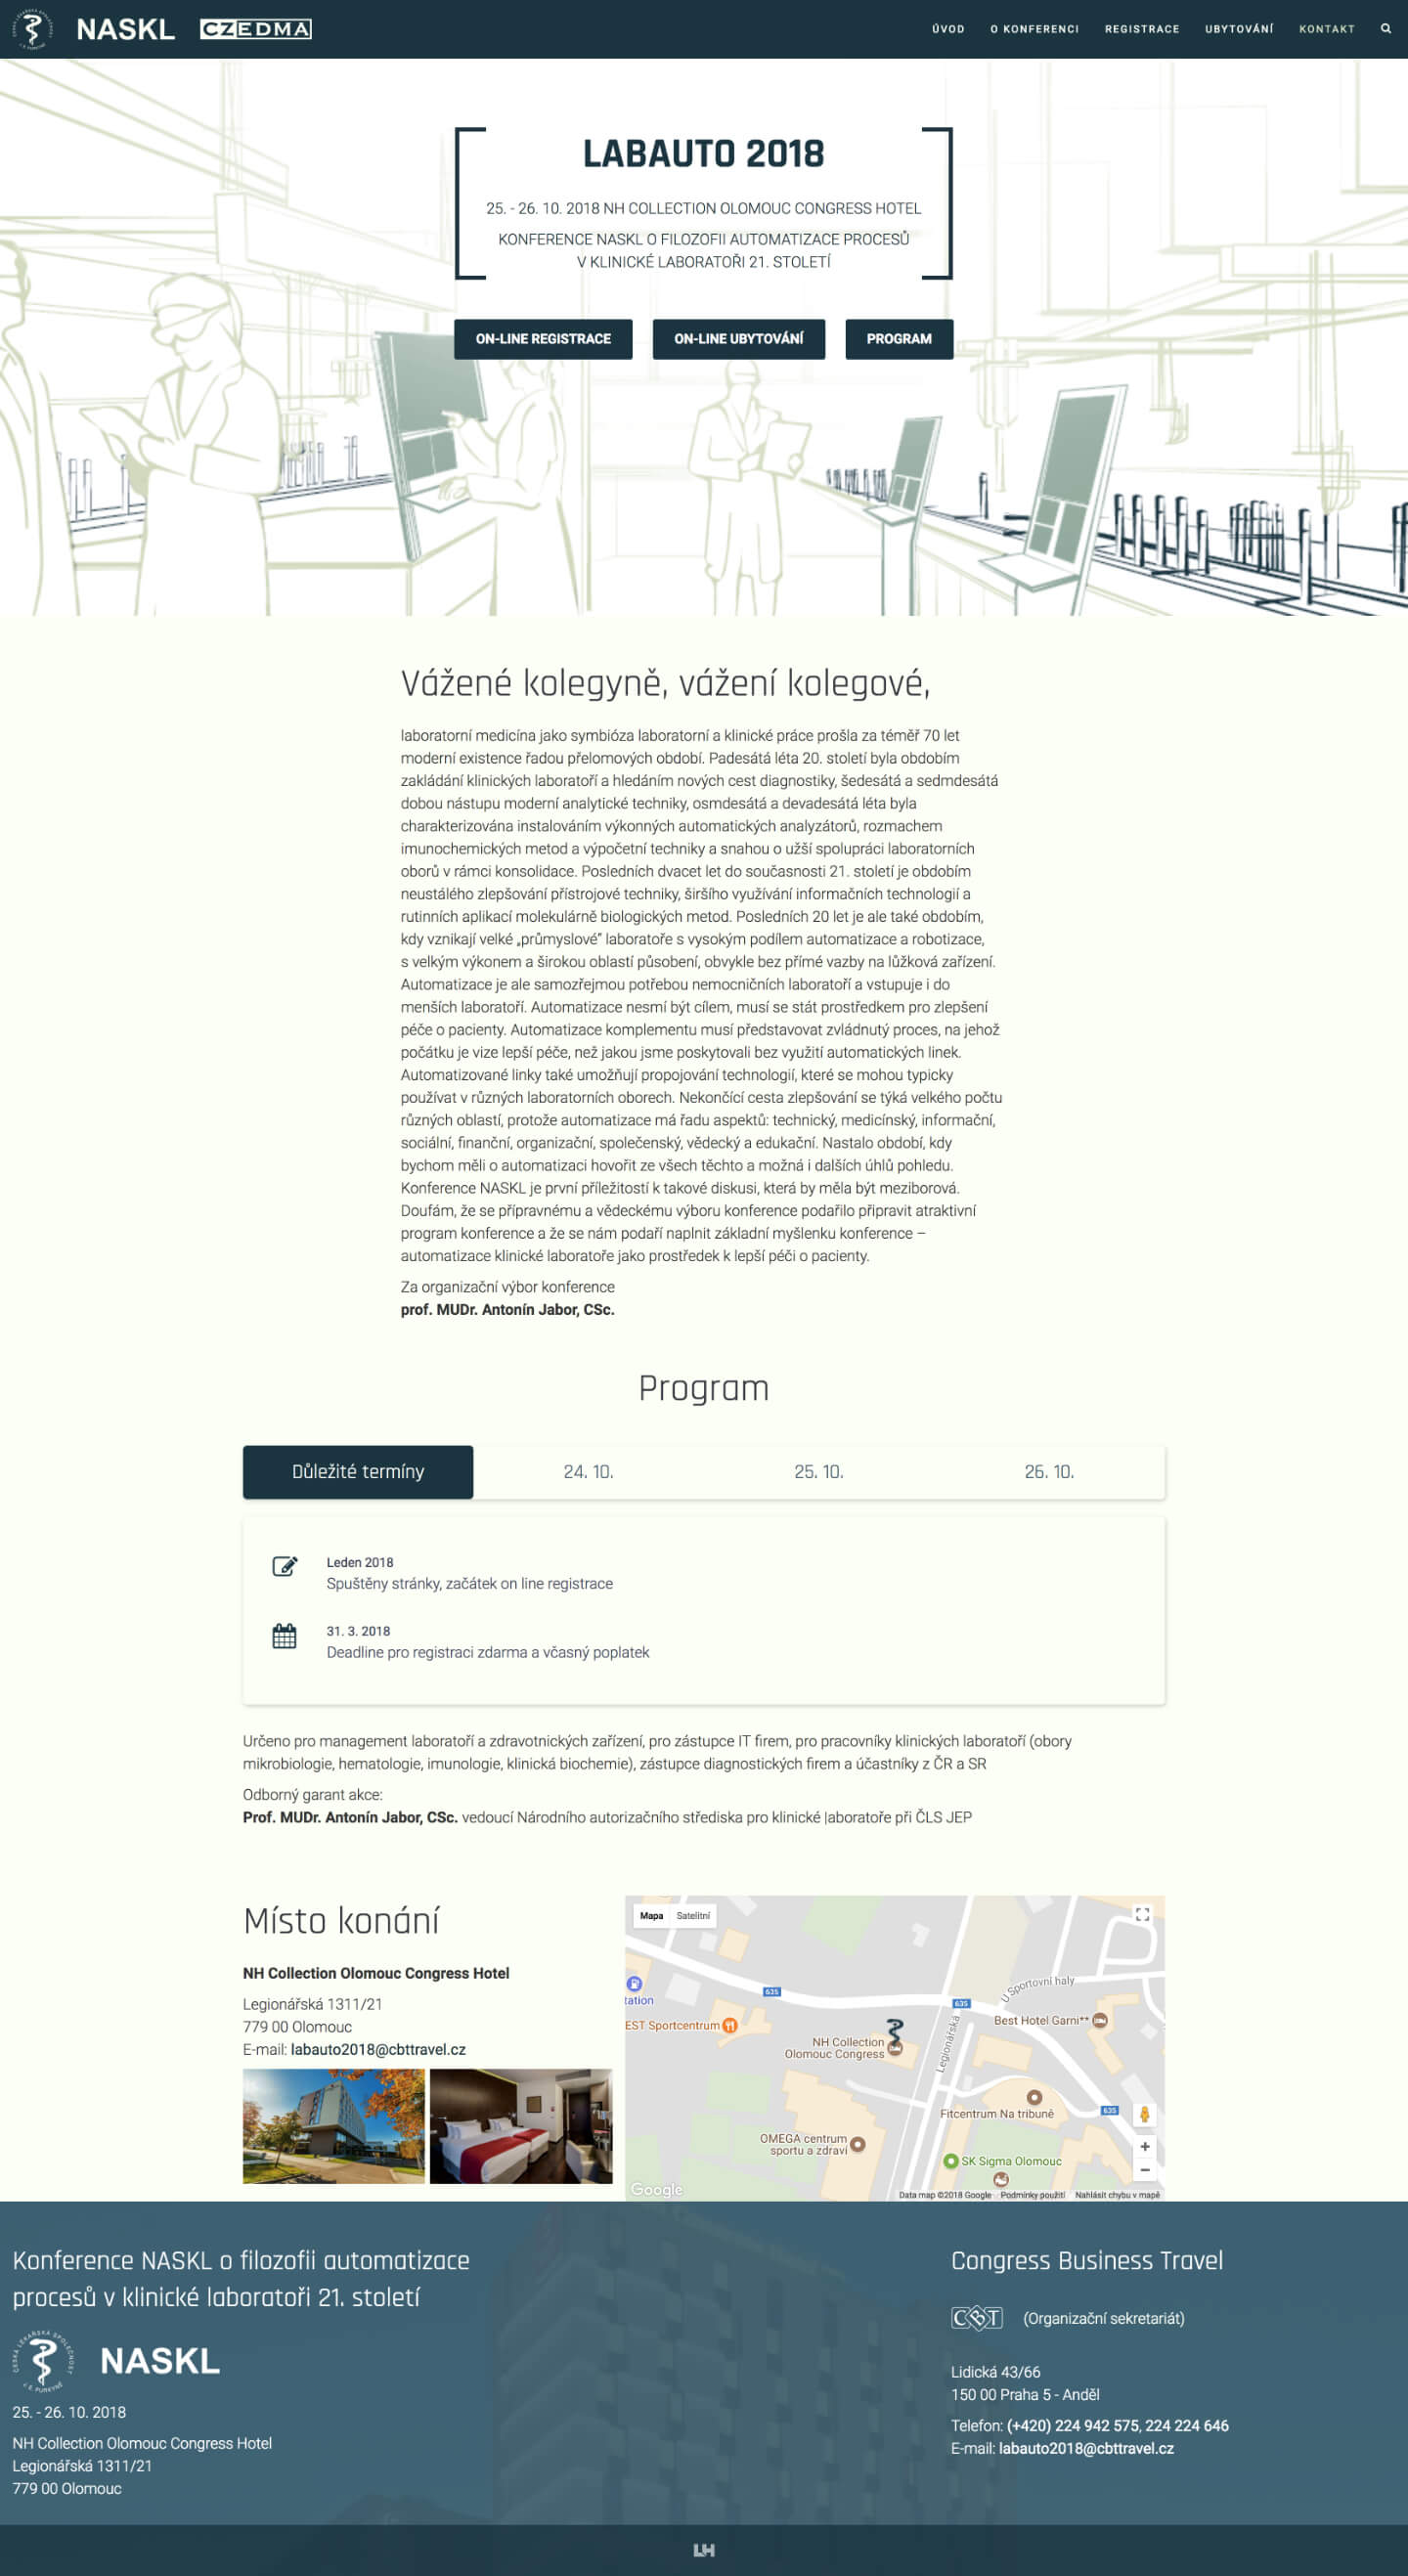 NASKL CZEDMA
ÚVOD O KONFERENCI REGISTRACE UBYTOVÁNÍ KONTAKT
LABAUTO 2018
25. - 26. 10. 2018 NH COLLECTION OLOMOUC CONGRESS HOTEL
KONFERENCE NASKL O FILOZOFII AUTOMATIZACE PROCESŮ
V KLINICKÉ LABORATOŘI 21. STOLETÍ
ON-LINE REGISTRACE ON-LINE UBYTOVÁNÍ PROGRAM
Vážené kolegyně, vážení kolegové,
laboratorní medicína jako symbióza laboratorní a klinické práce prošla za téměř 70 let
moderní existence řadou přelomových období. Padesátá léta 20. století byla obdobím
zakládání klinických laboratoří a hledáním nových cest diagnostiky, šedesátá a sedmdesátá
dobou nástupu moderní analytické techniky, osmdesátá a devadesátá léta byla
charakterizována instalováním výkonných automatických analyzátorů, rozmachem
imunochemických metod a výpočetní techniky a snahou o užší spolupráci laboratorních
oborů v rámci konsolidace. Posledních dvacet let do současnosti 21. století je obdobím
neustálého zlepšování přístrojové techniky, širšího využívání informačních technologií a
rutinních aplikací molekulárně biologických metod. Posledních 20 let je ale také obdobím,
kdy vznikají velké „průmyslové“ laboratoře s vysokým podílem automatizace a robotizace,
s velkým výkonem a širokou oblastí působení, obvykle bez přímé vazby na lůžková zařízení.
Automatizace je ale samozřejmou potřebou nemocničních laboratoří a vstupuje i do
menších laboratoří. Automatizace nesmí být cílem, musí se stát prostředkem pro zlepšení
péče o pacienty. Automatizace komplementu musí představovat zvládnutý proces, na jehož
počátku je vize lepší péče, než jakou jsme poskytovali bez využití automatických linek.
Automatizované linky také umožňují propojování technologií, které se mohou typicky
používat v různých laboratorních oborech. Nekončící cesta zlepšování se týká velkého počtu
různých oblastí, protože automatizace má řadu aspektů: technický, medicínský, informační,
sociální, finanční, organizační, společenský, vědecký a edukační. Nastalo období, kdy
bychom měli o automatizaci hovořit ze všech těchto a možná i dalších úhlů pohledu.
Konference NASKL je první příležitostí k takové diskusi, která by měla být meziborová.
Doufám, že se přípravnému a vědeckému výboru konference podařilo připravit atraktivní
program konference a že se nám podaří naplnit základní myšlenku konference –
automatizace klinické laboratoře jako prostředek k lepší péči o pacienty.
Za organizační výbor konference
prof. MUDr. Antonín Jabor, CSc.
Program
Důležité termíny 24. 10. 25. 10. 26. 10.
Leden 2018
Spuštěny stránky, začátek on line registrace
31. 3. 2018
Deadline pro registraci zdarma a včasný poplatek
Určeno pro management laboratoří a zdravotnických zařízení, pro zástupce IT firem, pro pracovníky klinických laboratoří (obory
mikrobiologie, hematologie, imunologie, klinická biochemie), zástupce diagnostických firem a účastníky z ČR a SR
Odborný garant akce:
Prof. MUDr. Antonín Jabor, CSc. vedoucí Národního autorizačního střediska pro klinické laboratoře při ČLS JEP
Místo konání
NH Collection Olomouc Congress Hotel
Legionářská 1311/21
779 00 Olomouc
E-mail: labauto2018@cbttravel.cz
Mapa Satelitní
U Sportovní haly
635
tation
635
EST Sportcentrum
Best Hotel Garni**
NH Collection
Olomouc Congress
Legionářská
635
Fitcentrum Na tribuně
OMEGA centrum
sportu a zdraví
SK Sigma Olomouc
Google
Data map ©2018 Google Podmínky použití Nahlásit chybu v mapě
Konference NASKL o filozofii automatizace
procesů v klinické laboratoři 21. století
ČESKÁ LÉKAŘSKÁ SPOLEČNOST
J. E. PURKYNĚ
NASKL
25. - 26. 10. 2018
NH Collection Olomouc Congress Hotel
Legionářská 1311/21
779 00 Olomouc
Congress Business Travel
CBT (Organizační sekretariát)
Lidická 43/66
150 00 Praha 5 - Anděl
Telefon: (+420) 224 942 575, 224 224 646
E-mail: labauto2018@cbttravel.cz
LH